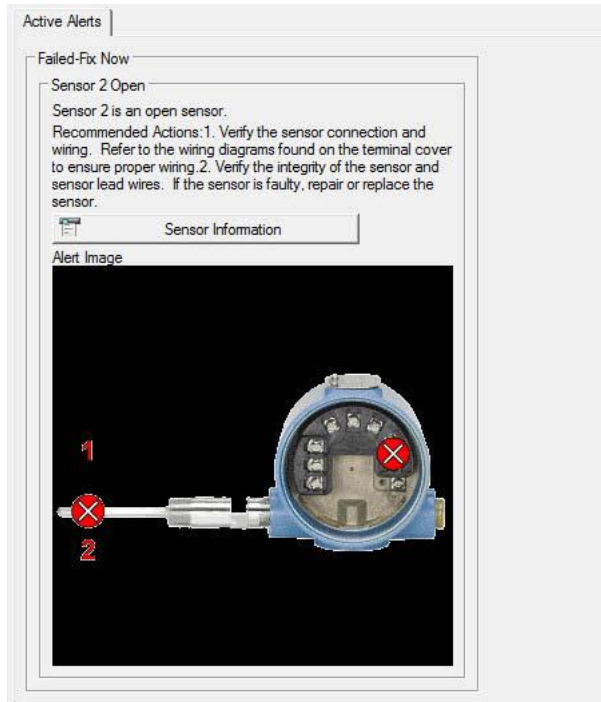 Active Alerts
Failed-Fix Now
Sensor 2 Open
Sensor 2 is an open sensor.
Recommended Actions:1. Verify the sensor connection and
wiring.  Refer to the wiring diagrams found on the terminal cover
to ensure proper wiring.2. Verify the integrity of the sensor and
sensor lead wires.  If the sensor is faulty, repair or replace the
sensor.
Sensor Information
Alert Image
1
2